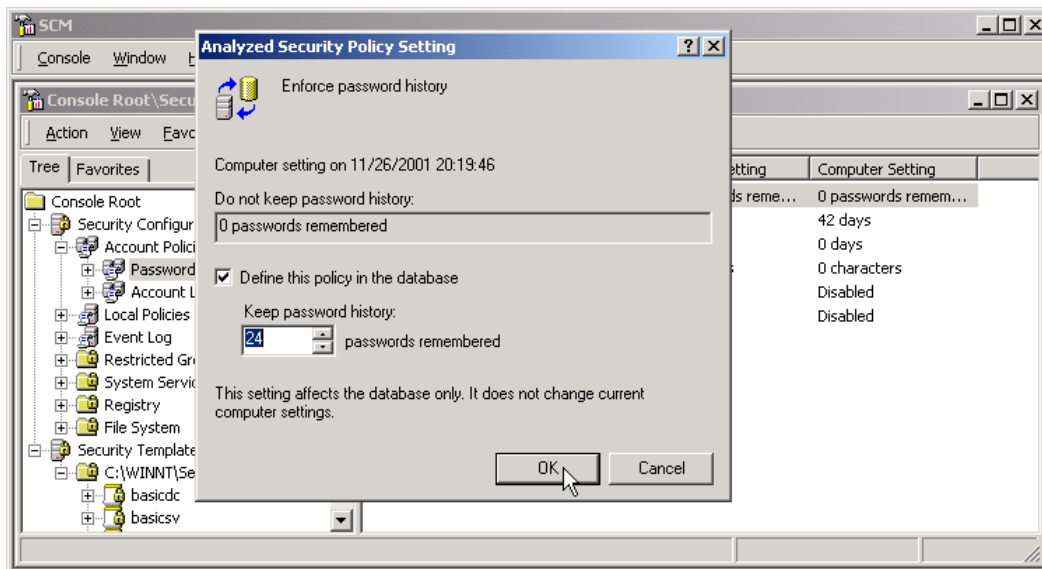 SCM
Console Window
Console Root\Secu
Action View Favo
Tree Favorites
Console Root
Security Configur
Account Polici
Password
Account L
Local Policies
Event Log
Restricted Gr
System Servic
Registry
File System
Security Template
C:\WINNT\Se
basicdc
basicsv
Analyzed Security Policy Setting
Enforce password history
Computer setting on 11/26/2001 20:19:46
Do not keep password history:
0 passwords remembered
Define this policy in the database
Keep password history:
24 passwords remembered
This setting affects the database only. It does not change current
computer settings.
OK Cancel
etting Computer Setting
ds reme... 0 passwords remem...
42 days
0 days
0 characters
Disabled
Disabled